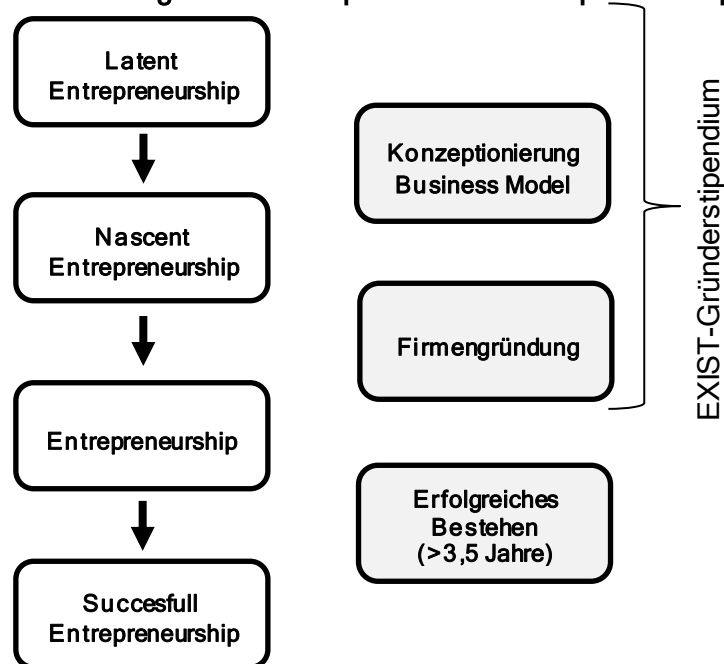 Latent
Entrepreneurship
Konzeptionierung
Business Model
Nascent
Entrepreneurship
Firmengründung
Entrepreneurship
Erfolgreiches
Bestehen
(>3,5 Jahre)
Succesfull
Entrepreneurship
EXIST-Gründerstipendium